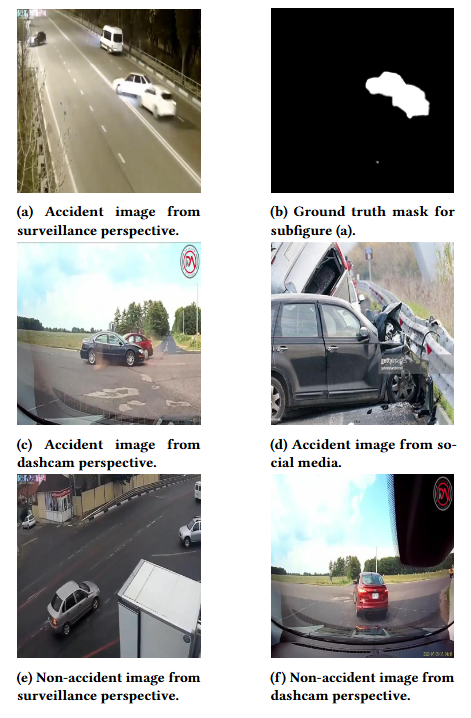 (a) Accident image from
surveillance perspective.
(b) Ground truth mask for
subfigure (a).
(c) Accident image from
dashcam perspective.
gettyimages
(d) Accident image from so-
cial media.
(e) Non-accident image from
surveillance perspective.
(f) Non-accident image from
dashcam perspective.